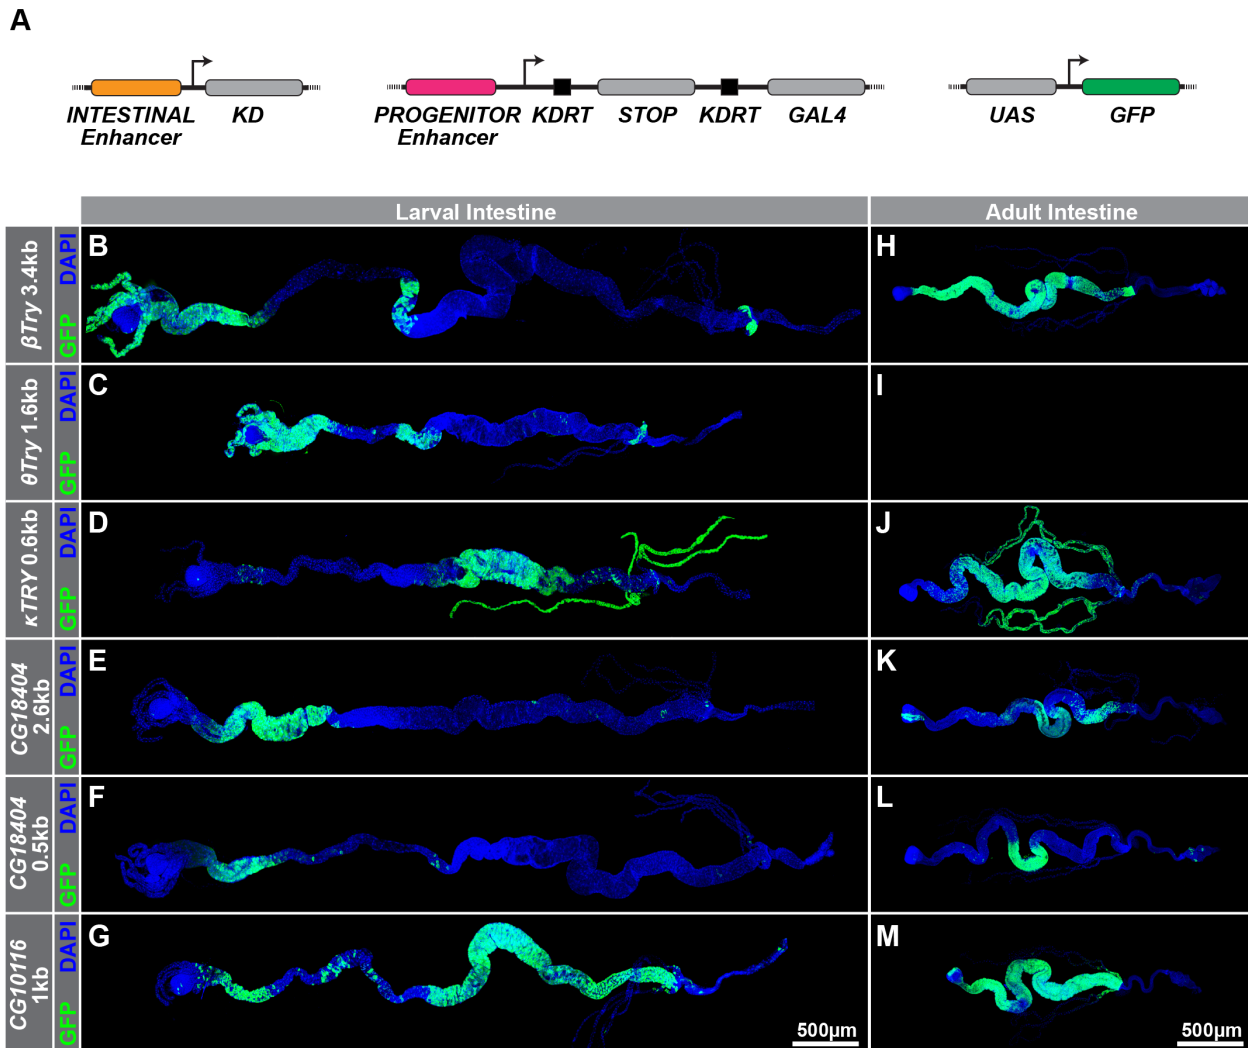 A
INTESTINAL Enhancer KD
PROGENITOR Enhancer KDRT STOP KDRT GAL4
UAS GFP
Larval Intestine Adult Intestine
βTry 3.4kb GFP DAPI B H
θTry 1.6kb GFP DAPI C I
κTRY 0.6kb GFP DAPI D J
CG18404 2.6kb GFP DAPI E K
CG18404 0.5kb GFP DAPI F L
CG10116 1kb GFP DAPI G M
500µm 500µm